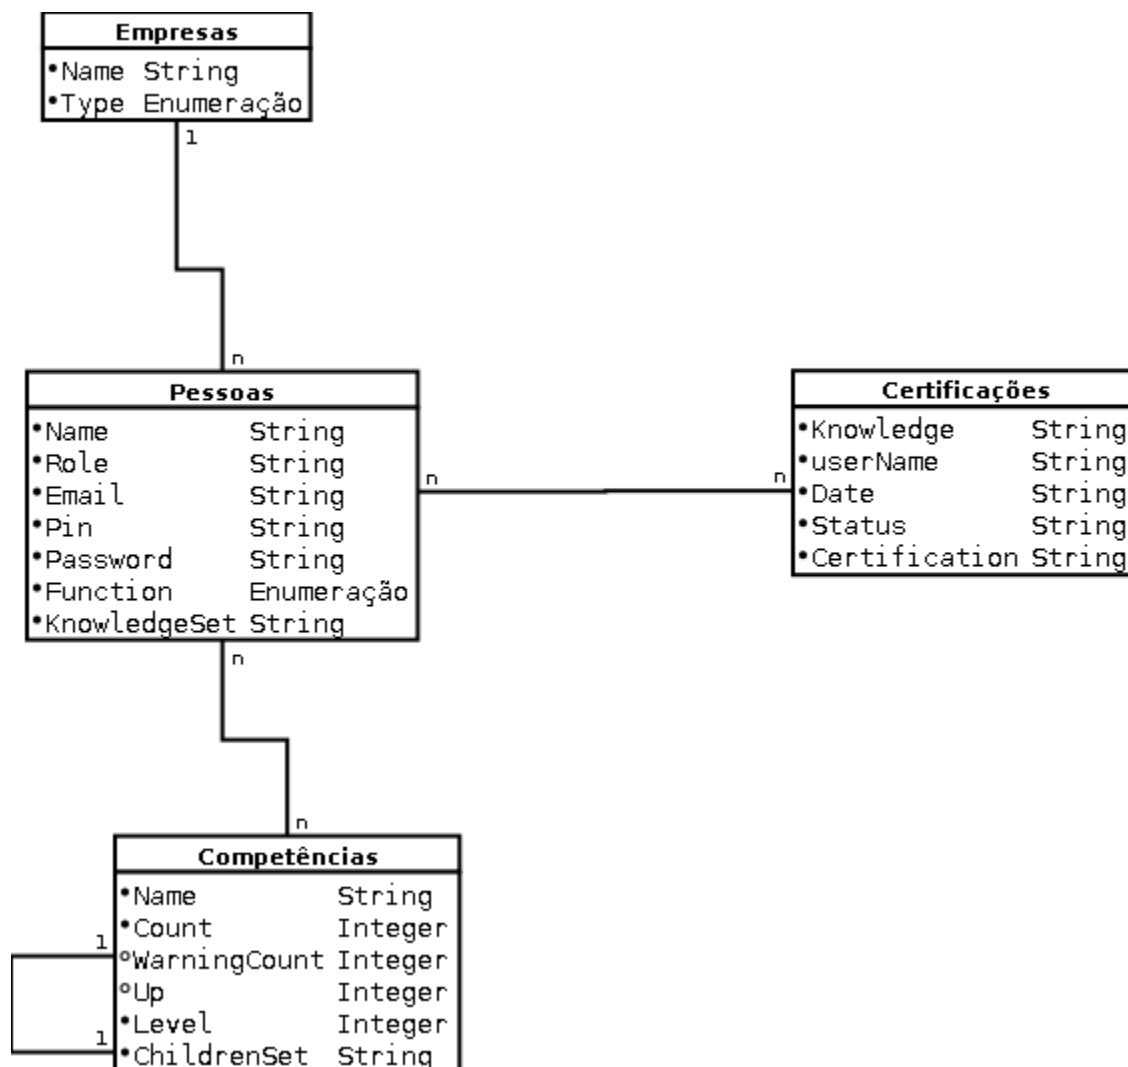 Empresas
•Name String
•Type Enumeração
1
n
Pessoas
•Name String
•Role String
•Email String
•Pin String
•Password String
•Function Enumeração
•KnowledgeSet String
n
n
Certificações
•Knowledge String
•userName String
•Date String
•Status String
•Certification String
n
n
Competências
•Name String
•Count Integer
1
°WarningCount Integer
°Up Integer
•Level Integer
1
•ChildrenSet String